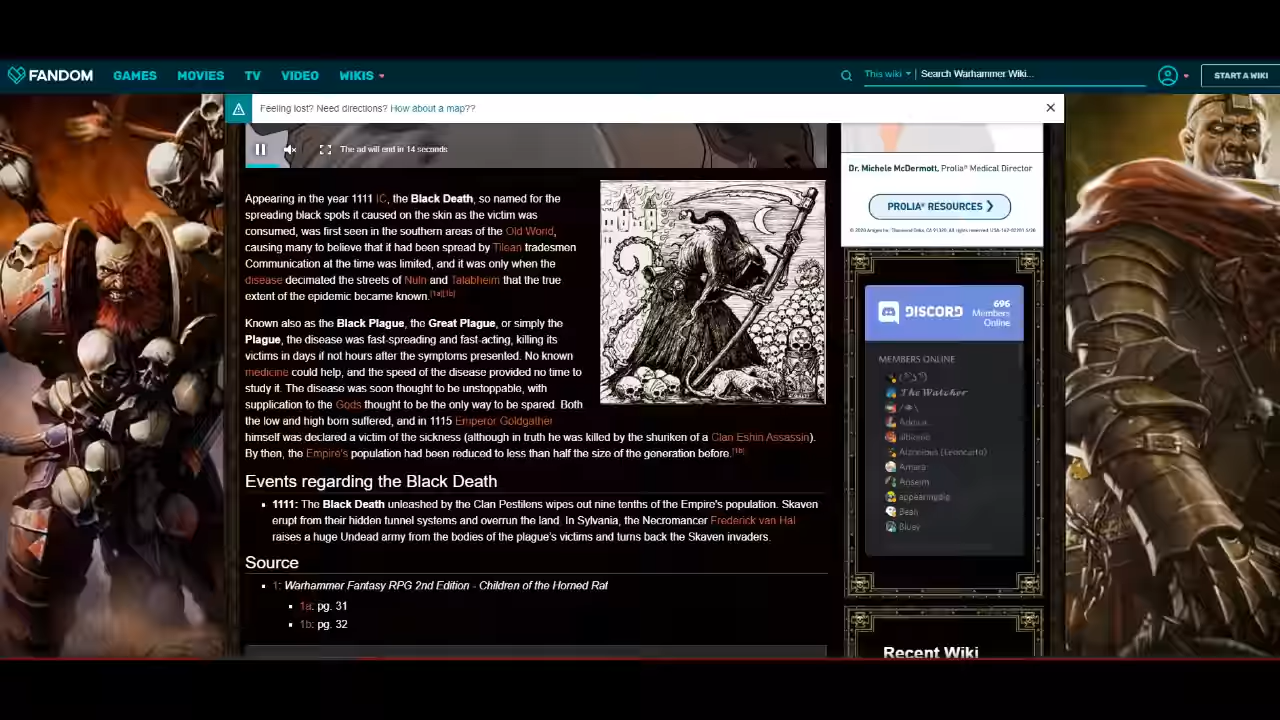 FANDOM GAMES MOVIES TV VIDEO WIKIS This wiki Search Warhammer Wiki... START A WIKI
Feeling lost? Need directions? How about a map??
The ad will end in 14 seconds
Appearing in the year 1111 IC, the Black Death, so named for the
spreading black spots it caused on the skin as the victim was
consumed, was first seen in the southern areas of the Old World,
causing many to believe that it had been spread by Tilean tradesmen
Communication at the time was limited, and it was only when the
disease decimated the streets of Nuln and Talabheim that the true
extent of the epidemic became known.[1a][1b]
Known also as the Black Plague, the Great Plague, or simply the
Plague, the disease was fast-spreading and fast-acting, killing its
victims in days if not hours after the symptoms presented. No known
medicine could help, and the speed of the disease provided no time to
study it. The disease was soon thought to be unstoppable, with
supplication to the Gods thought to be the only way to be spared. Both
the low and high born suffered, and in 1115 Emperor Goldgather
himself was declared a victim of the sickness (although in truth he was killed by the shuriken of a Clan Eshin Assassin).
By then, the Empire's population had been reduced to less than half the size of the generation before.[1b]
Events regarding the Black Death
1111: The Black Death unleashed by the Clan Pestilens wipes out nine tenths of the Empire's population. Skaven
erupt from their hidden tunnel systems and overrun the land. In Sylvania, the Necromancer Frederick van Hal
raises a huge Undead army from the bodies of the plague's victims and turns back the Skaven invaders.
Source
1: Warhammer Fantasy RPG 2nd Edition - Children of the Horned Rat
1a: pg. 31
1b: pg. 32
Dr. Michele McDermott, Prolia® Medical Director
PROLIA® RESOURCES
DISCORD
696
Members
Online
MEMBERS ONLINE
The Watcher
albinnie
Amara
Anseim
appearingpie
Bean
Bluey
Recent Wiki